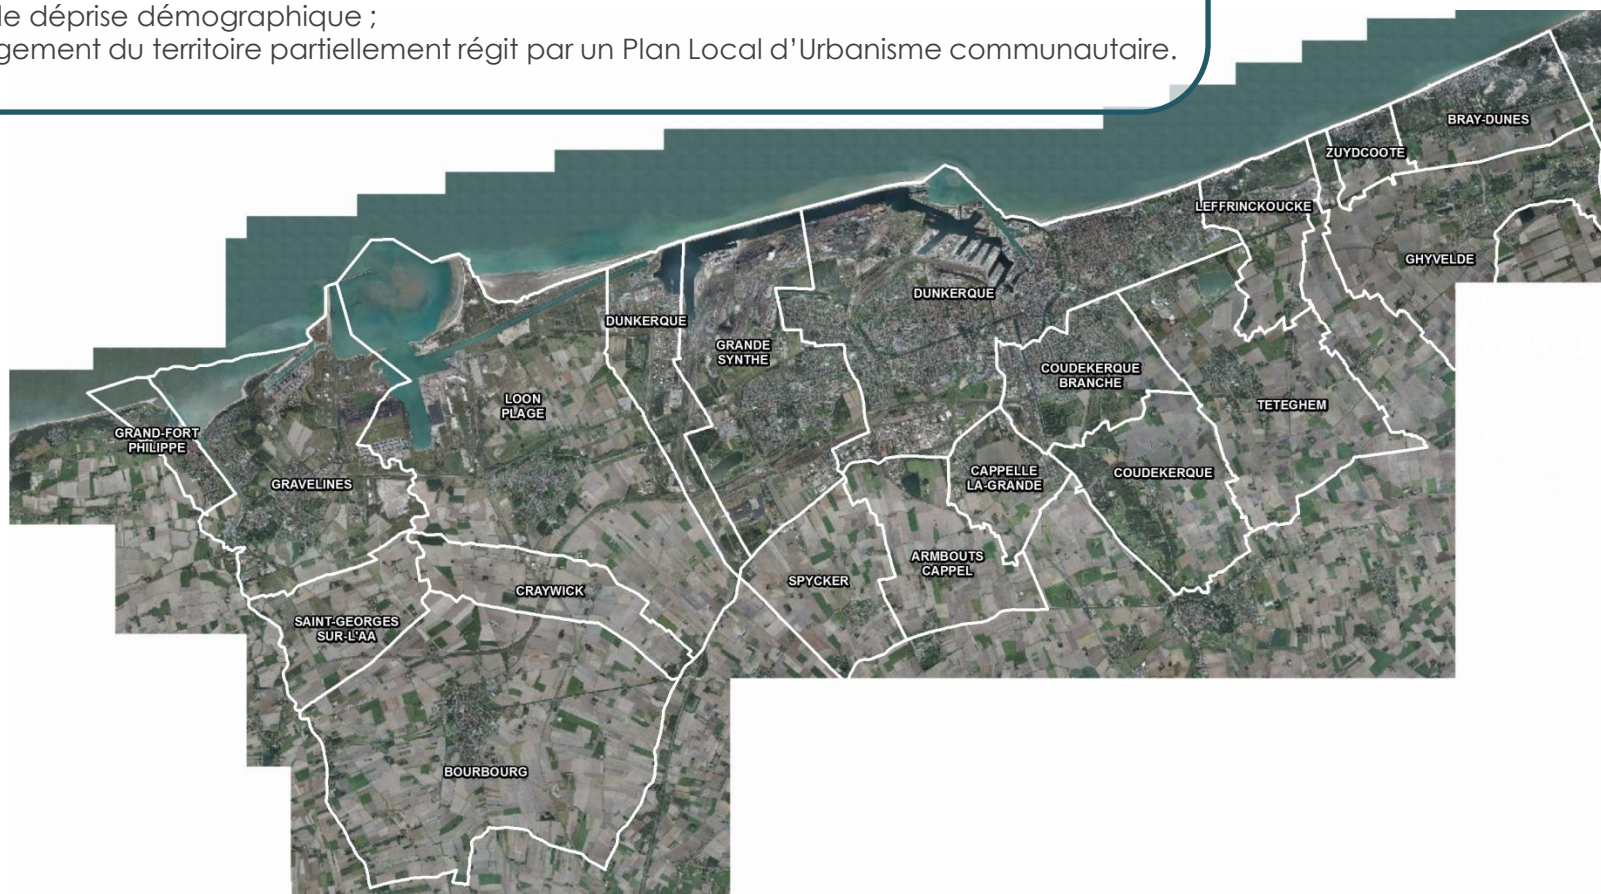 le déprise démographique ;
gement du territoire partiellement régit par un Plan Local d'Urbanisme communautaire.
BRAY-DUNES
ZUYDCOOTE
LEFFRINCKOUCKE
GHYVELDE
DUNKERQUE
DUNKERQUE
GRANDE
SYNTHE
COUDEKERQUE
BRANCHE
LOON
PLAGE
TETEGHEM
GRAND-FORT
PHILIPPE
GRAVELINES
CAPPELLE
LA-GRANDE
COUDEKERQUE
ARMBOUTS
CAPPEL
SPYCKER
CRAYWICK
SAINT-GEORGES
SUR-L'AA
BOURBOURG